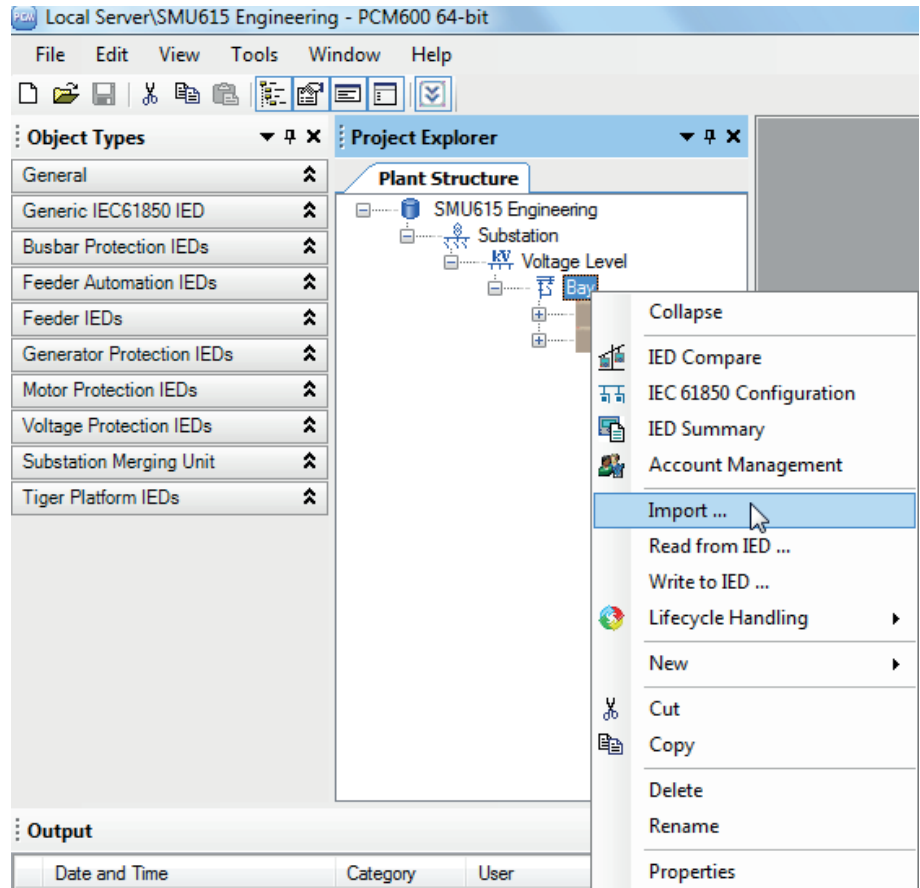 PCM Local Server\SMU615 Engineering - PCM600 64-bit
File Edit View Tools Window Help
Object Types
General
Generic IEC61850 IED
Busbar Protection IEDs
Feeder Automation IEDs
Feeder IEDs
Generator Protection IEDs
Motor Protection IEDs
Voltage Protection IEDs
Substation Merging Unit
Tiger Platform IEDs
Project Explorer
Plant Structure
SMU615 Engineering
Substation
KV Voltage Level
Bay
Collapse
IED Compare
IEC 61850 Configuration
IED Summary
Account Management
Import ...
Read from IED ...
Write to IED ...
Lifecycle Handling
New
Cut
Copy
Delete
Rename
Properties
Output
Date and Time Category User